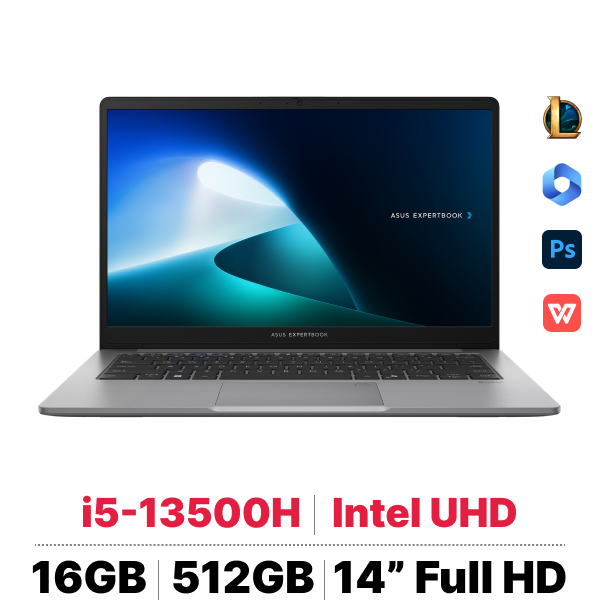 ASUS EXPERTBOOK
ASUS EXPERTBOOK
L
Ps
W
i5-13500H Intel UHD
16GB 512GB 14” Full HD